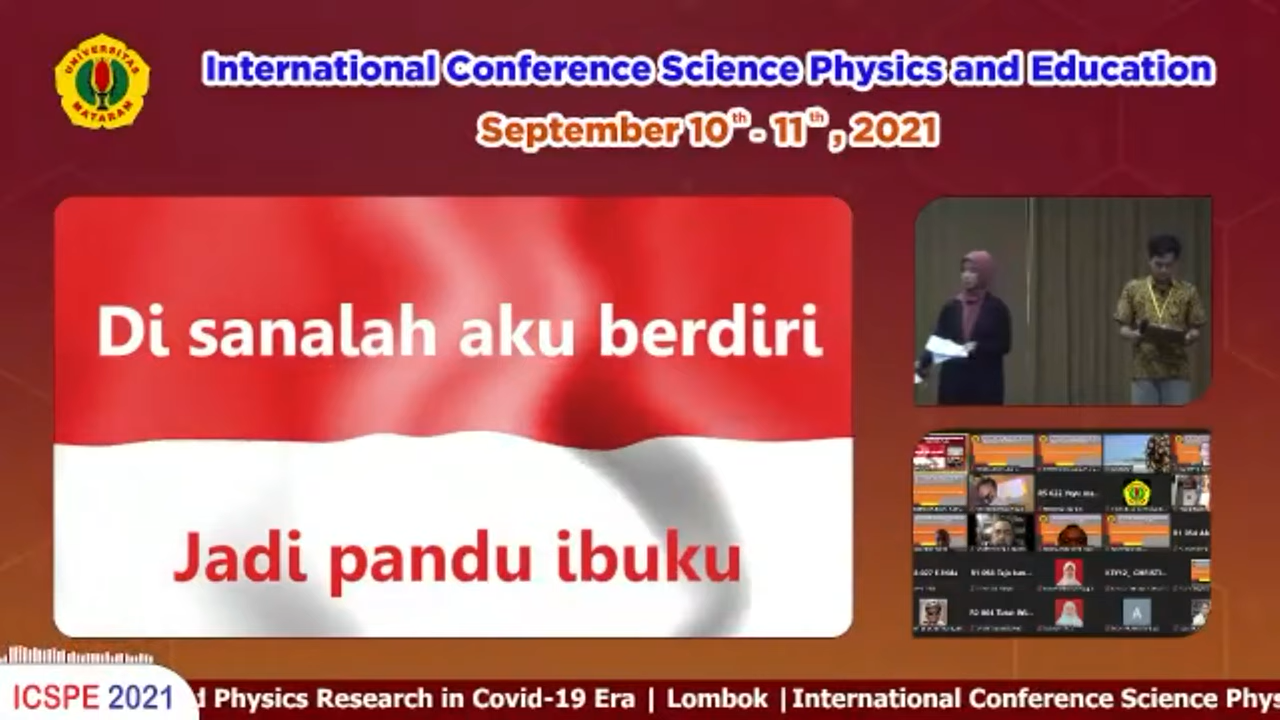 UNIVERSITAS
MATARAM
International Conference Science Physics and Education
September 10th - 11th, 2021
Di sanalah aku berdiri
Jadi pandu ibuku
A
ICSPE 2021
d Physics Research in Covid-19 Era | Lombok | International Conference Science Phys